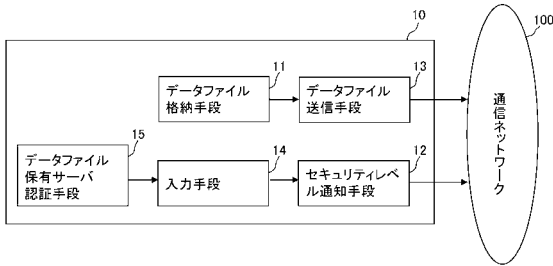 10
100
11
データファイル
格納手段
13
データファイル
送信手段
15
データファイル
保有サーバ
認証手段
14
入力手段
12
セキュリティレベ
ル通知手段
通信ネットワーク